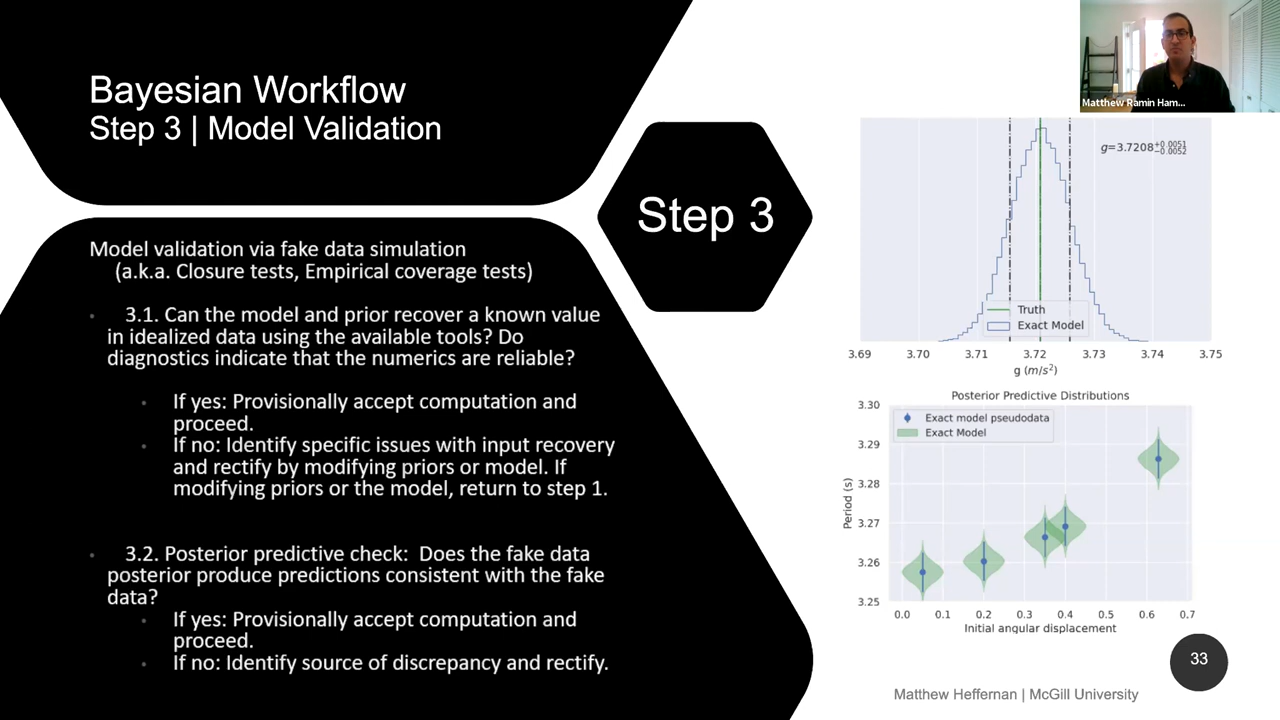 Bayesian Workflow
Step 3 | Model Validation
Step 3
Model validation via fake data simulation
(a.k.a. Closure tests, Empirical coverage tests)
3.1. Can the model and prior recover a known value
in idealized data using the available tools? Do
diagnostics indicate that the numerics are reliable?
If yes: Provisionally accept computation and
proceed.
If no: Identify specific issues with input recovery
and rectify by modifying priors or model. If
modifying priors or the model, return to step 1.
3.2. Posterior predictive check: Does the fake data
posterior produce predictions consistent with the fake
data?
If yes: Provisionally accept computation and
proceed.
If no: Identify source of discrepancy and rectify.
Matthew Ramin Ham...
g=3.7208+0.0051−0.0052
Truth
Exact Model
3.69 3.70 3.71 3.72 3.73 3.74 3.75
g (m/s²)
Posterior Predictive Distributions
Exact model pseudodata
Exact Model
3.30
3.29
3.28
3.27
3.26
3.25
Period (s)
0.0 0.1 0.2 0.3 0.4 0.5 0.6 0.7
Initial angular displacement
33
Matthew Heffernan | McGill University